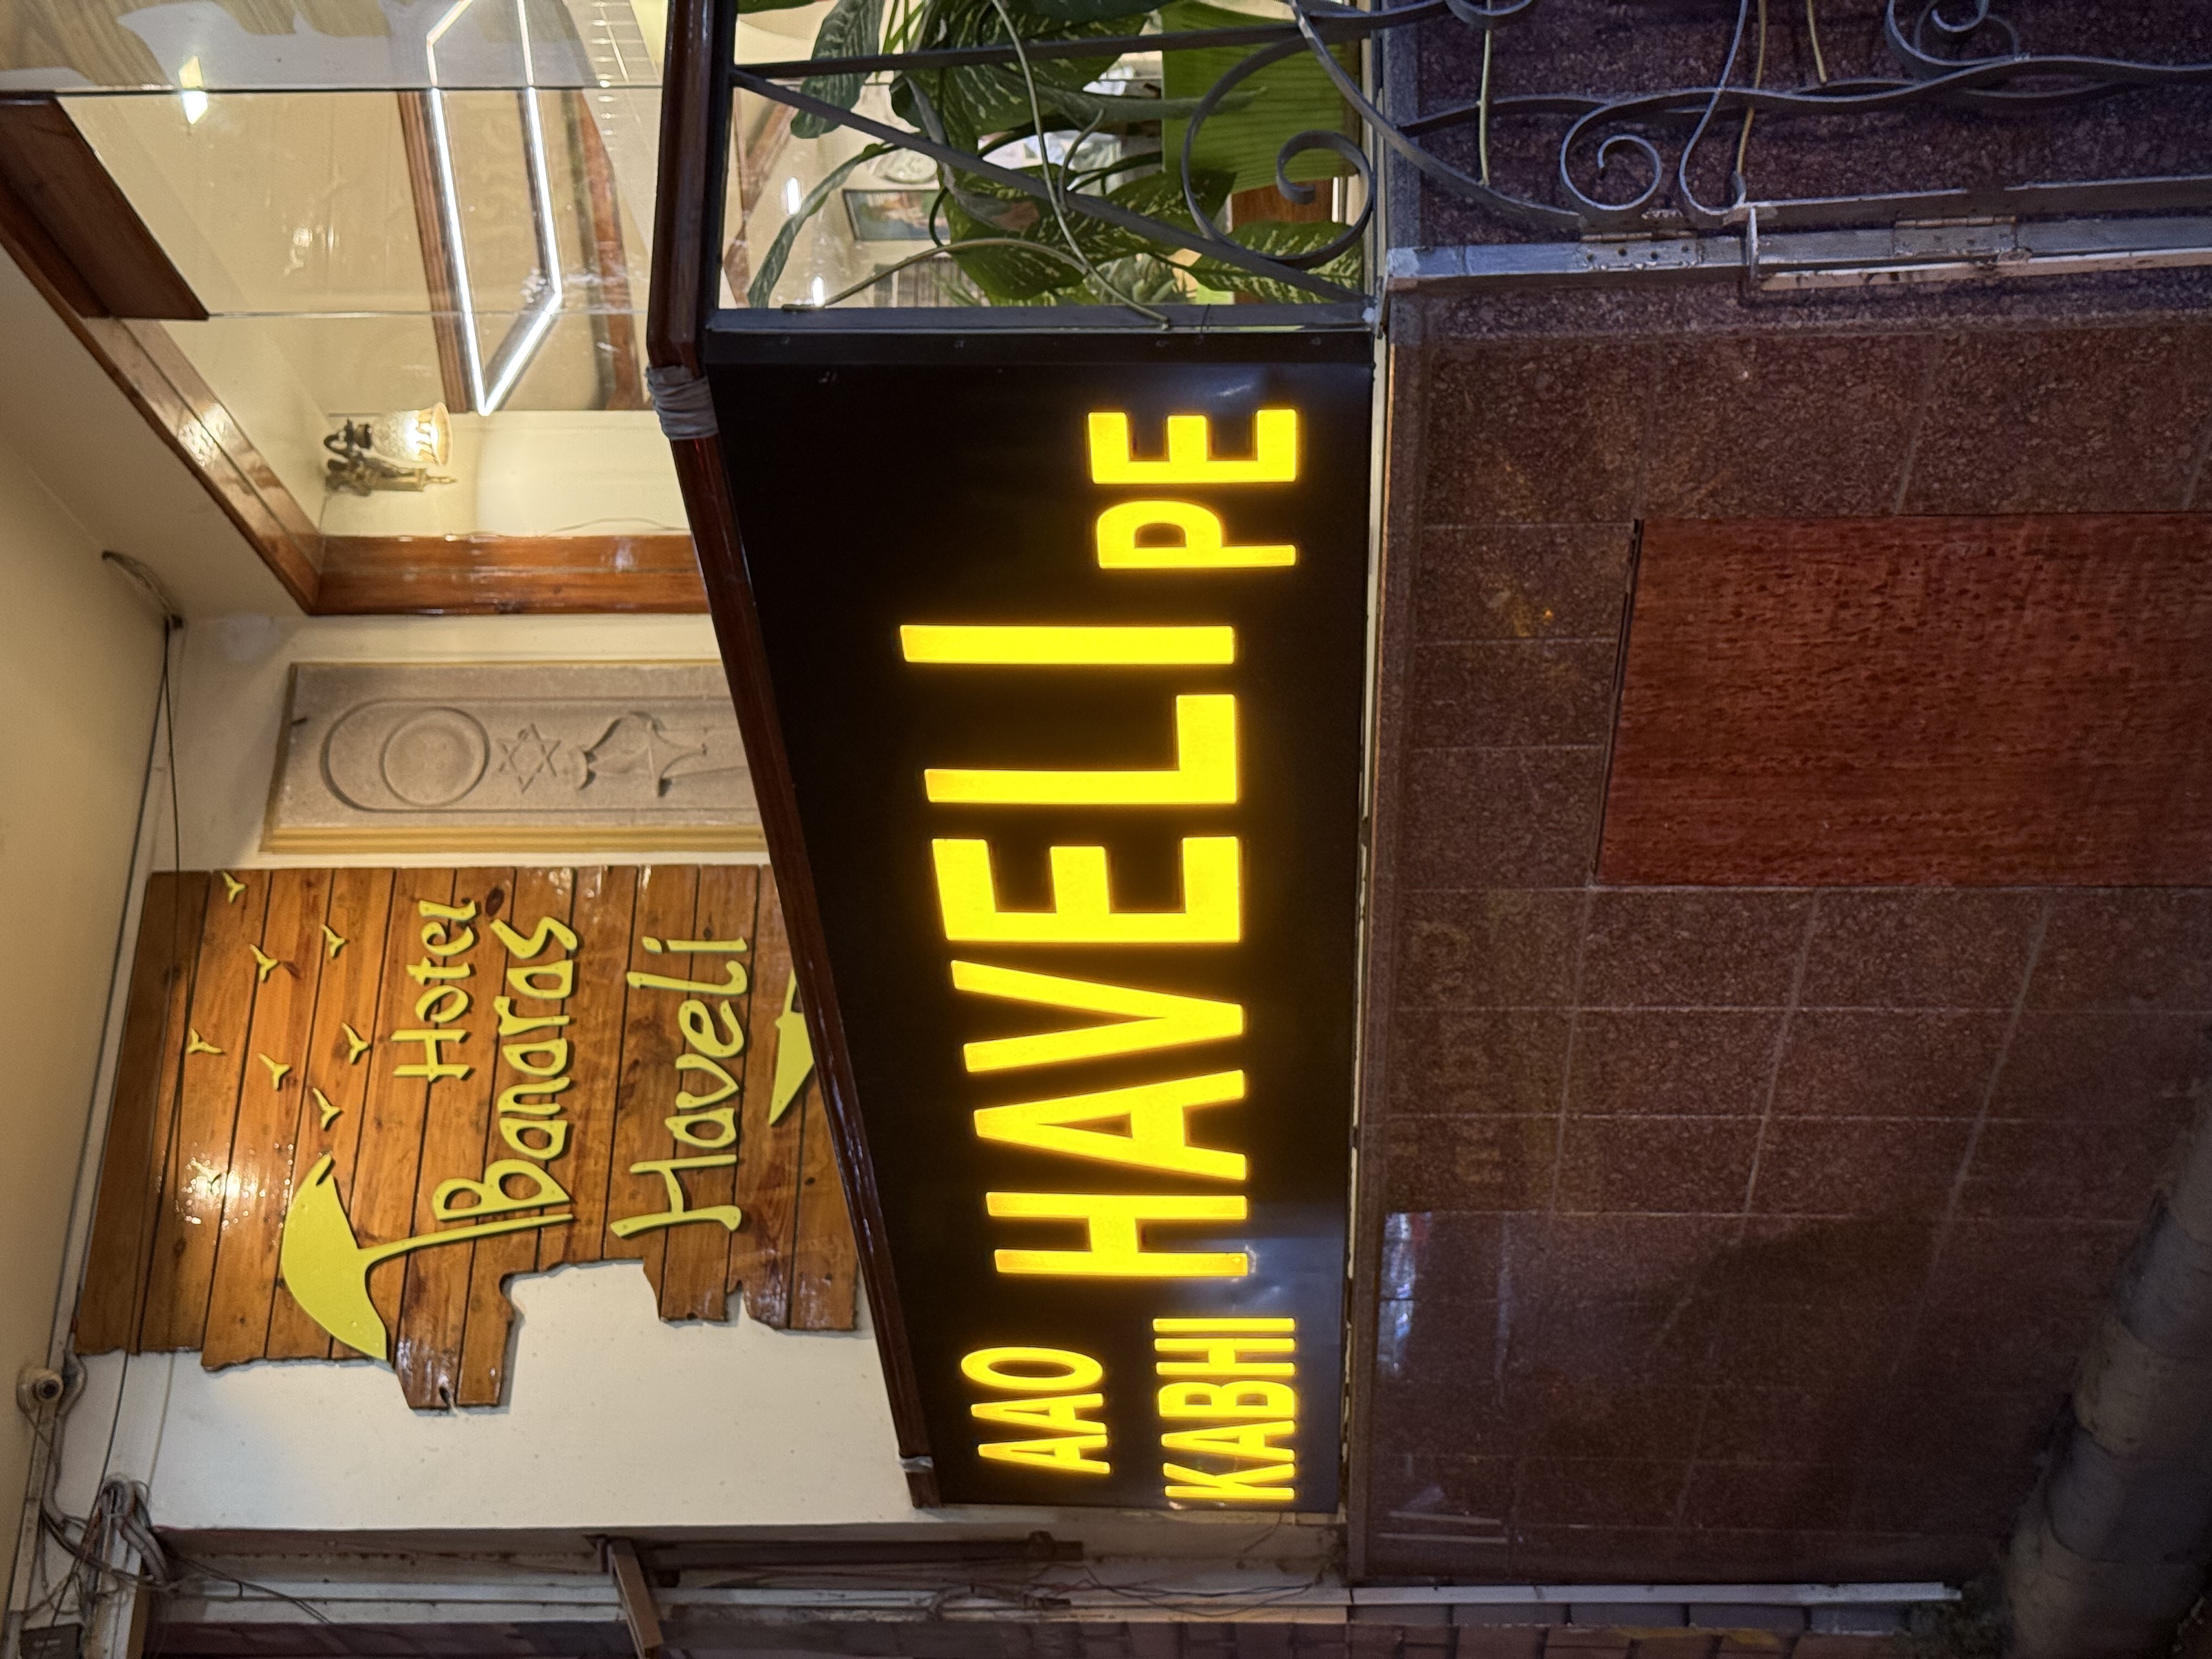 Hotel
Banaras
Haveli
AAO
KABHI
HAVELI PE